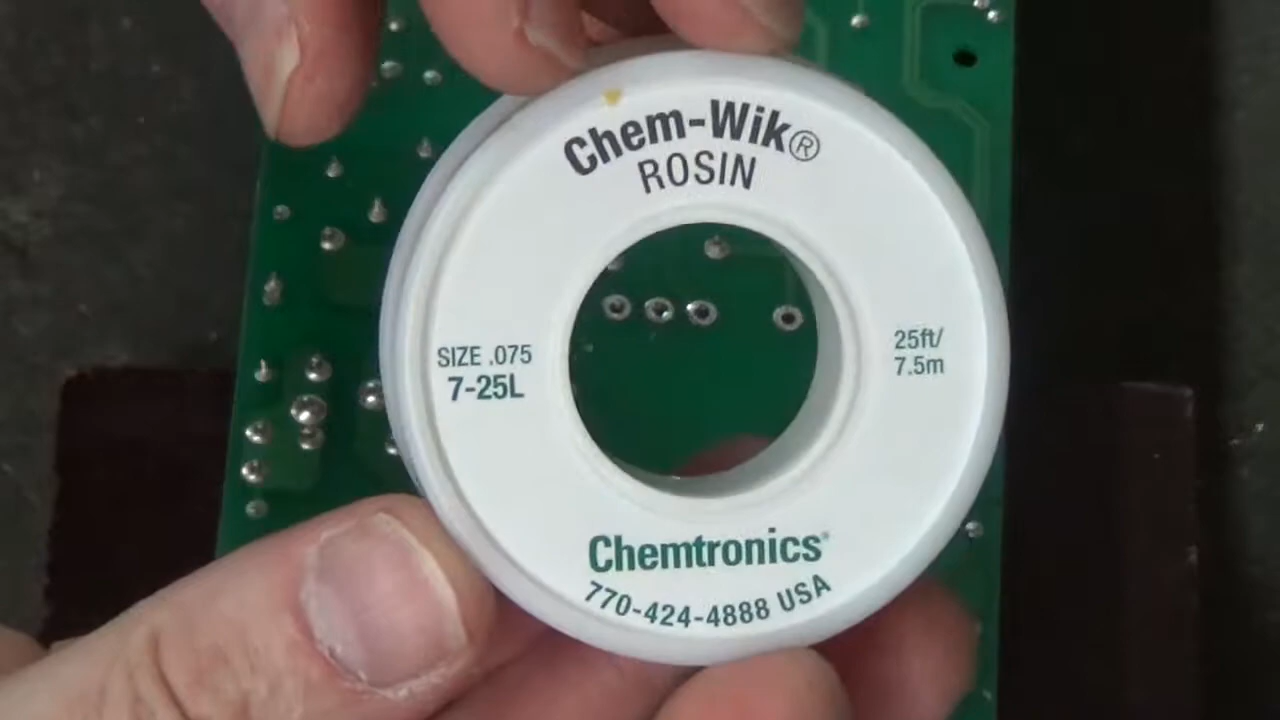 Chem-Wik®
ROSIN
SIZE .075
7-25L
25ft/
7.5m
Chemtronics®
770-424-4888 USA